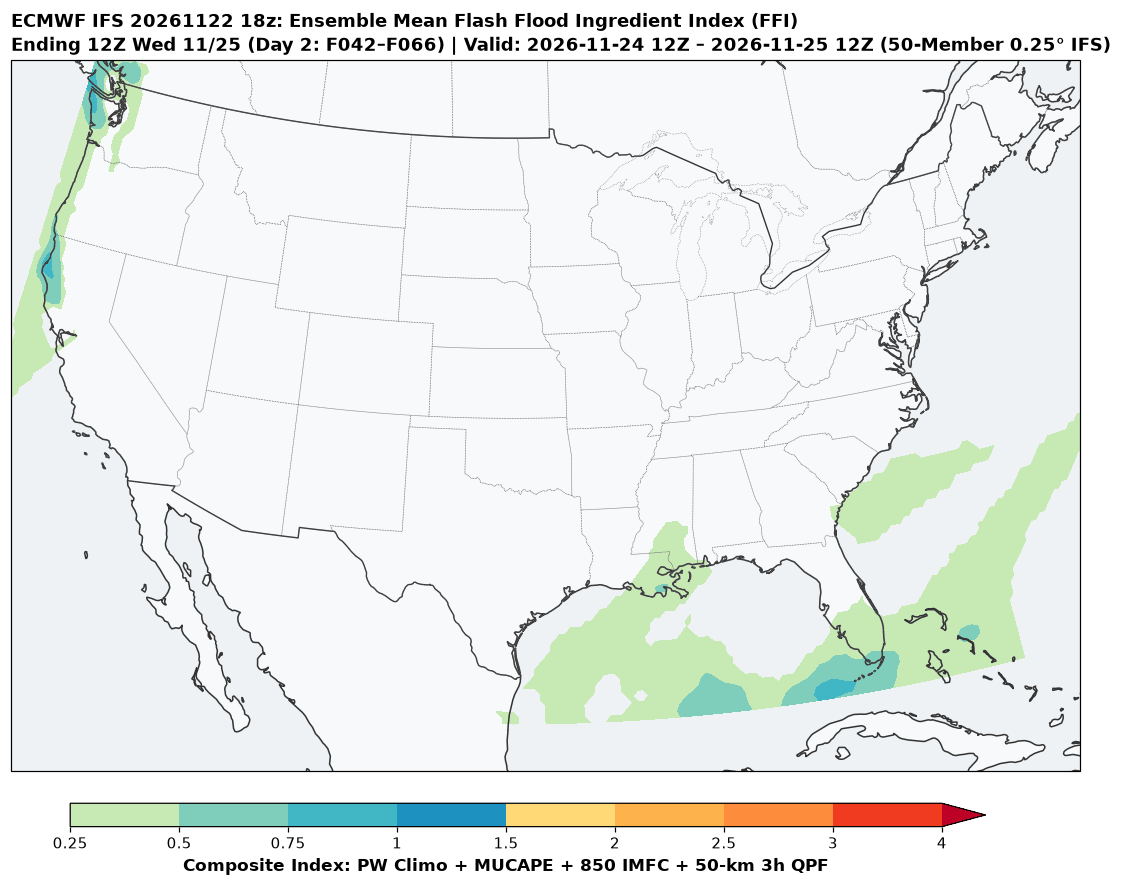 ECMWF IFS 20261122 18z: Ensemble Mean Flash Flood Ingredient Index (FFI)
Ending 12Z Wed 11/25 (Day 2: F042–F066) | Valid: 2026-11-24 12Z – 2026-11-25 12Z (50-Member 0.25° IFS)
0.25 0.5 0.75 1 1.5 2 2.5 3 4
Composite Index: PW Climo + MUCAPE + 850 IMFC + 50-km 3h QPF